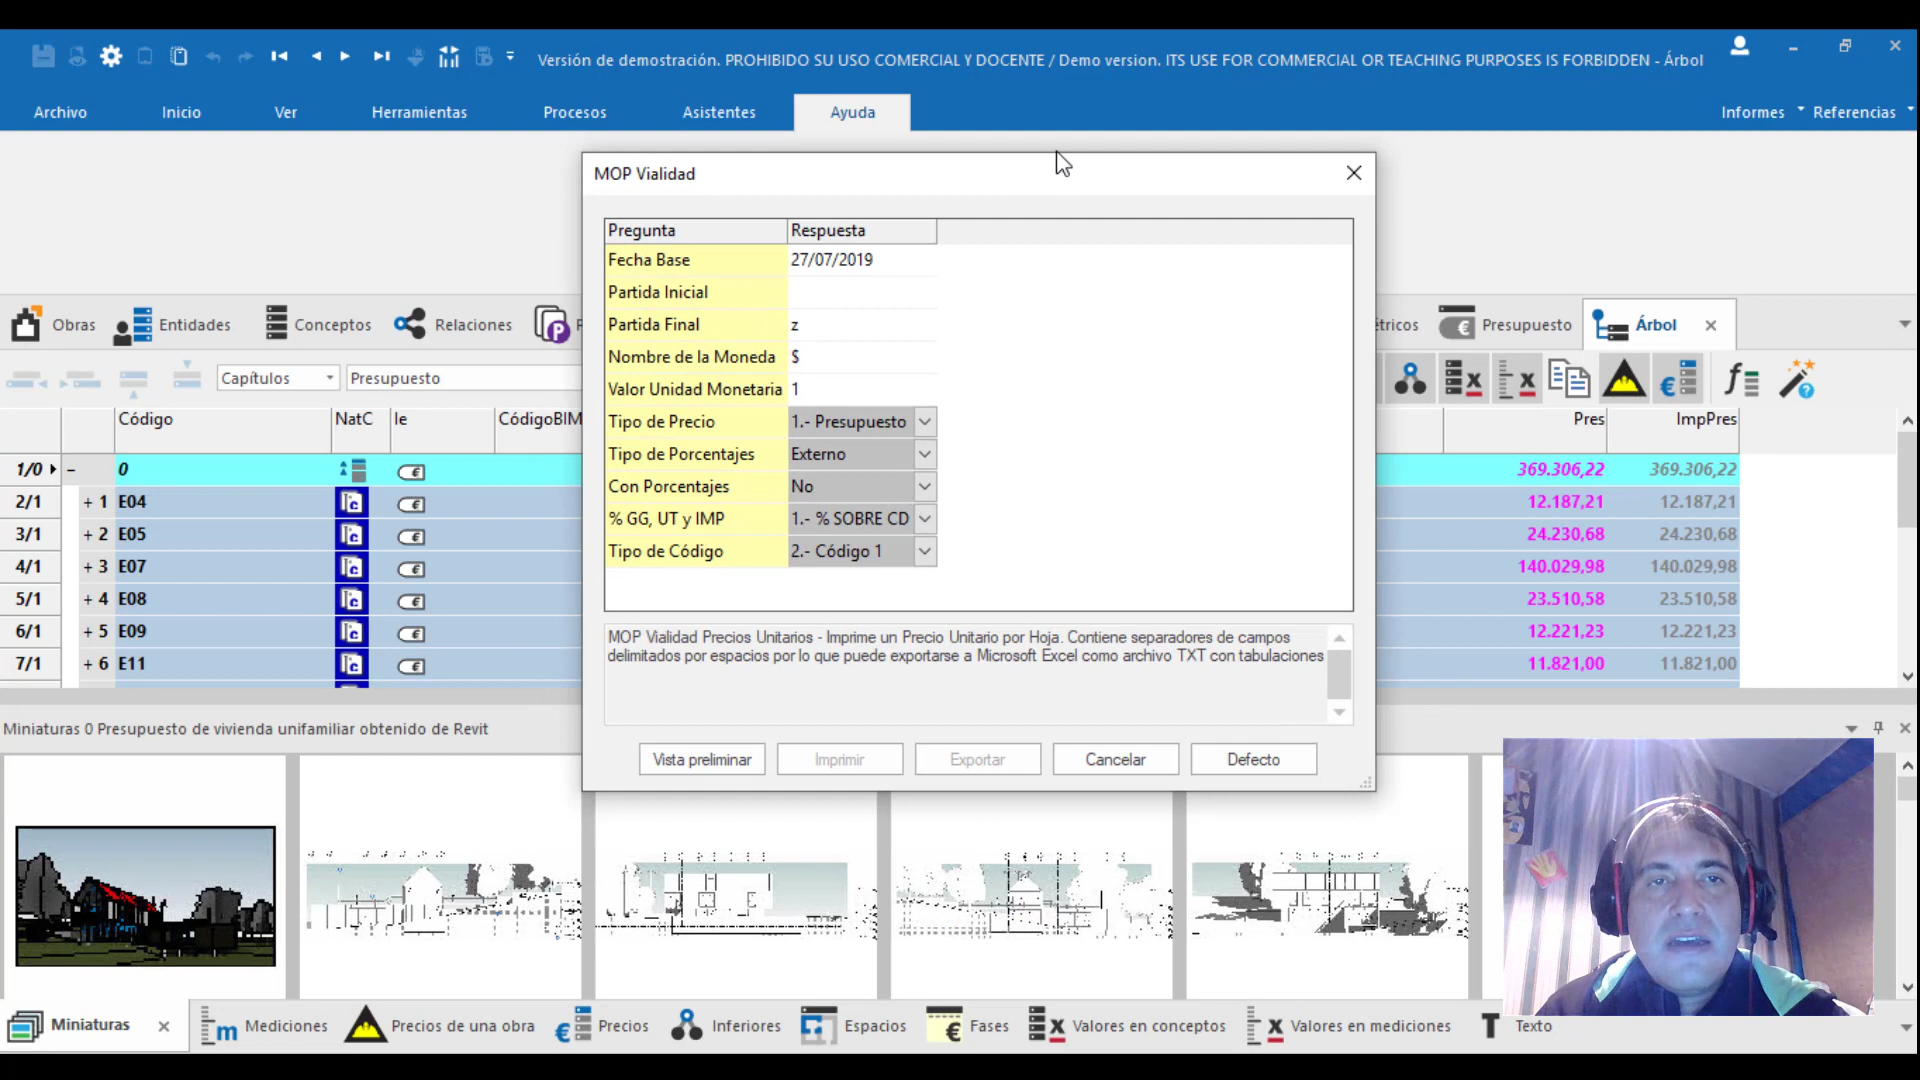 Versión de demostración. PROHIBIDO SU USO COMERCIAL Y DOCENTE / Demo version. ITS USE FOR COMMERCIAL OR TEACHING PURPOSES IS FORBIDDEN - Árbol
Archivo Inicio Ver Herramientas Procesos Asistentes Ayuda Informes Referencias
MOP Vialidad
Pregunta Respuesta
Fecha Base 27/07/2019
Partida Inicial
Partida Final z
Nombre de la Moneda $
Valor Unidad Monetaria 1
Tipo de Precio 1.- Presupuesto
Tipo de Porcentajes Externo
Con Porcentajes No
% GG, UT y IMP 1.- % SOBRE CD
Tipo de Código 2.- Código 1
MOP Vialidad Precios Unitarios - Imprime un Precio Unitario por Hoja. Contiene separadores de campos
delimitados por espacios por lo que puede exportarse a Microsoft Excel como archivo TXT con tabulaciones
Vista preliminar Imprimir Exportar Cancelar Defecto
Obras Entidades Conceptos Relaciones P étricos Presupuesto Árbol
Capítulos Presupuesto
Código NatC Ie CódigoBIM Pres ImpPres
1/0 - 0 369.306,22 369.306,22
2/1 + 1 E04 12.187,21 12.187,21
3/1 + 2 E05 24.230,68 24.230,68
4/1 + 3 E07 140.029,98 140.029,98
5/1 + 4 E08 23.510,58 23.510,58
6/1 + 5 E09 12.221,23 12.221,23
7/1 + 6 E11 11.821,00 11.821,00
Miniaturas 0 Presupuesto de vivienda unifamiliar obtenido de Revit
Miniaturas Mediciones Precios de una obra Precios Inferiores Espacios Fases Valores en conceptos Valores en mediciones Texto